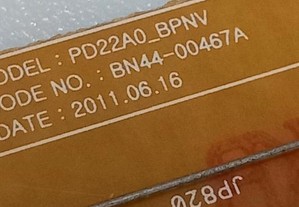 ODEL : PD22A0_BPNV
ODE NO. : BN44-00467A
DATE : 2011.06.16
JP820